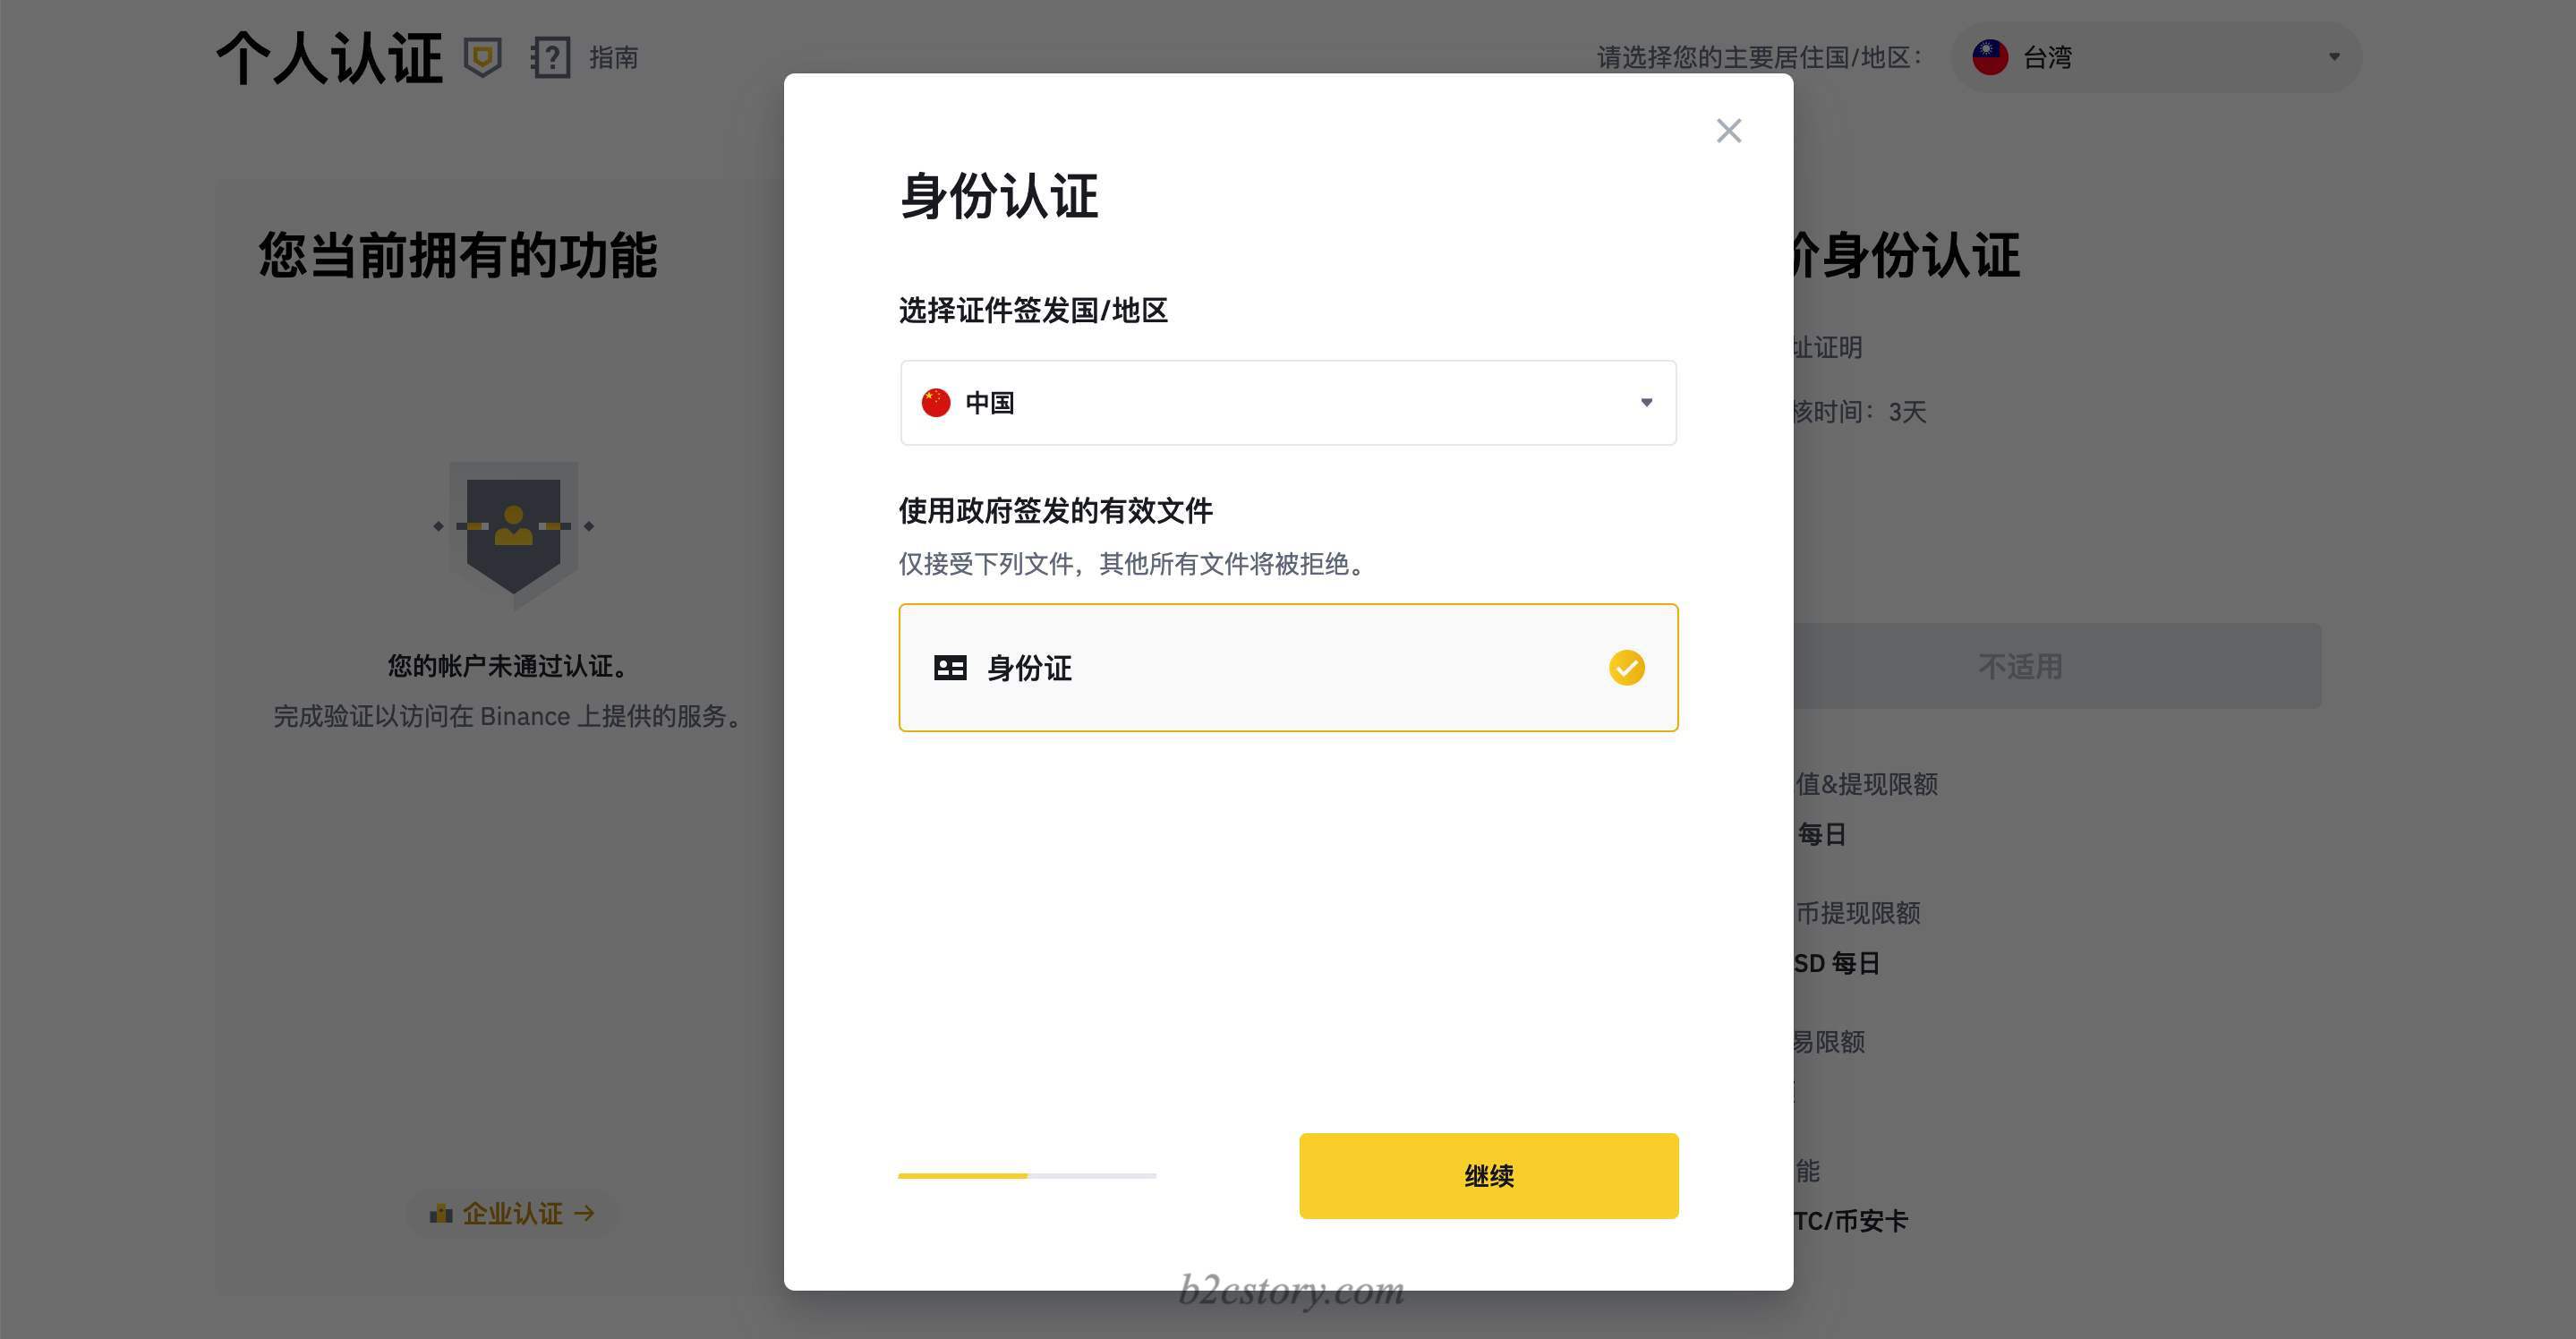 个人认证
指南
请选择您的主要居住国/地区：
台湾
您当前拥有的功能
您的帐户未通过认证。
完成验证以访问在 Binance 上提供的服务。
企业认证
身份认证
选择证件签发国/地区
中国
使用政府签发的有效文件
仅接受下列文件，其他所有文件将被拒绝。
身份证
继续
阶身份认证
址证明
核时间：3天
不适用
值&提现限额
每日
币提现限额
SD 每日
易限额
能
TC/币安卡
b2cstory.com